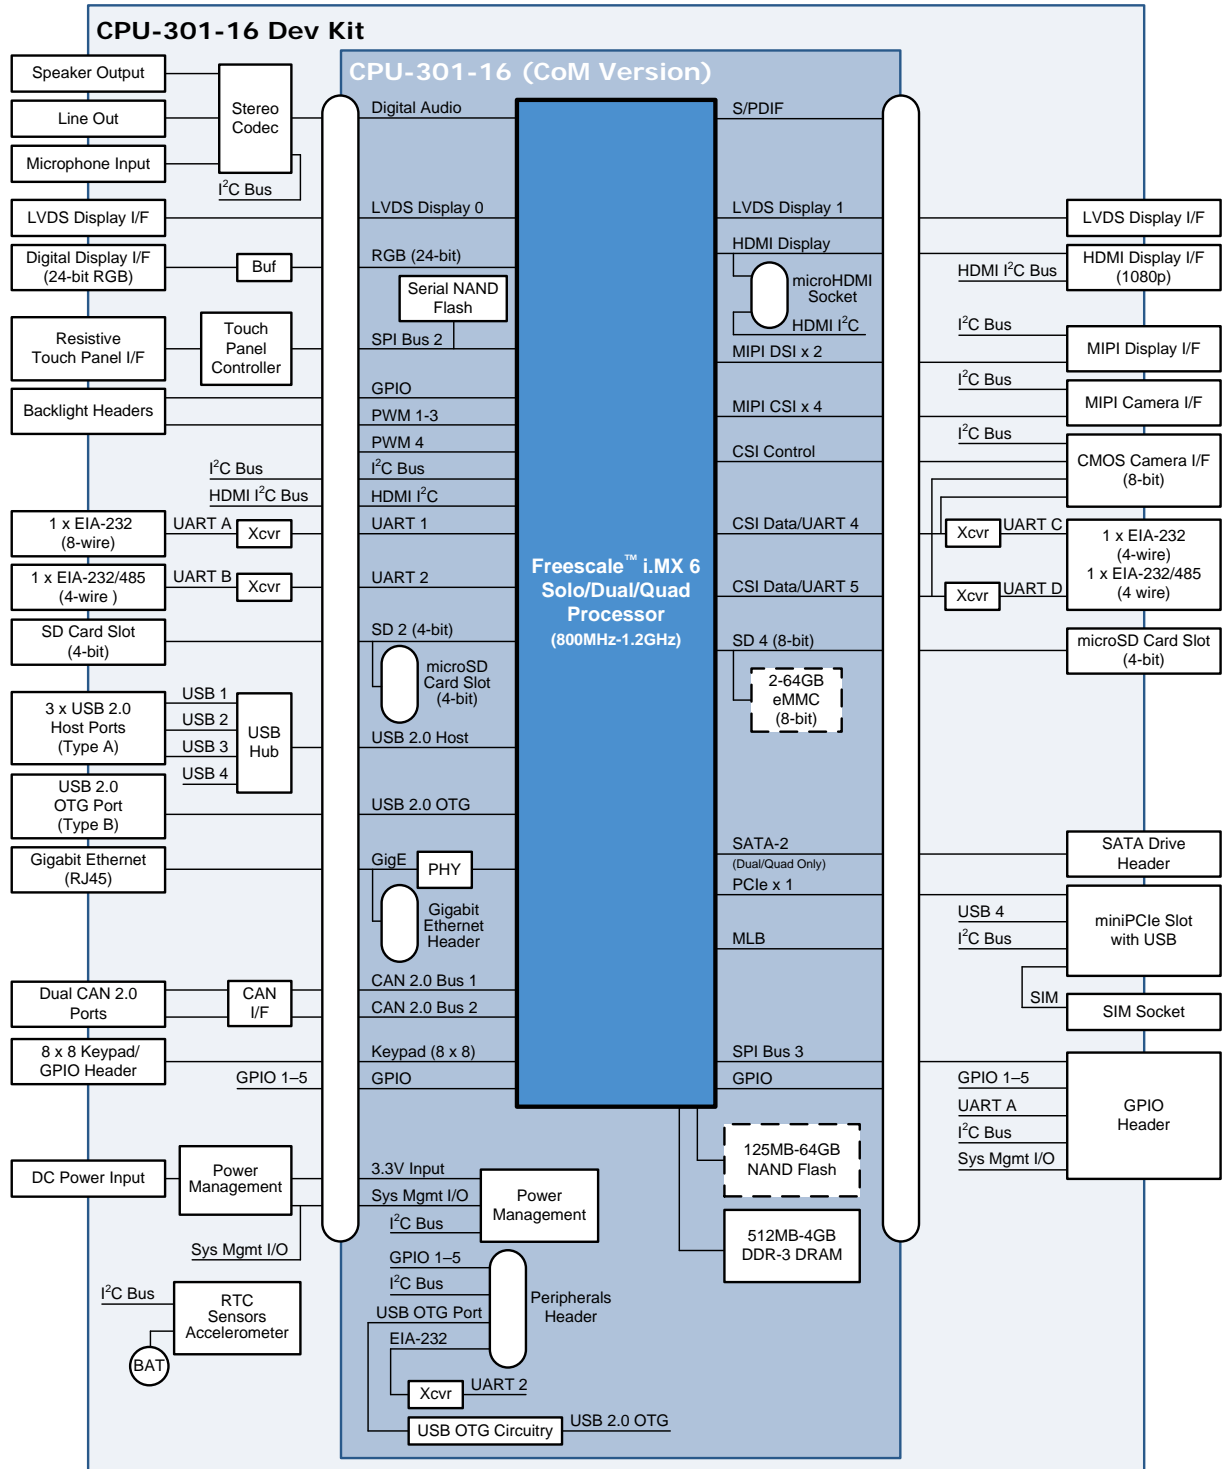 CPU-301-16 Dev Kit
CPU-301-16 (CoM Version)
Speaker Output
Line Out
Microphone Input
Stereo
Codec
I²C Bus
LVDS Display I/F
Digital Display I/F
(24-bit RGB)
Buf
Resistive
Touch Panel I/F
Touch
Panel
Controller
Backlight Headers
I²C Bus
HDMI I²C Bus
1 x EIA-232
(8-wire)
UART A
Xcvr
1 x EIA-232/485
(4-wire )
UART B
Xcvr
SD Card Slot
(4-bit)
3 x USB 2.0
Host Ports
(Type A)
USB 1
USB 2
USB 3
USB 4
USB
Hub
USB 2.0
OTG Port
(Type B)
Gigabit Ethernet
(RJ45)
Dual CAN 2.0
Ports
CAN
I/F
8 x 8 Keypad/
GPIO Header
GPIO 1–5
DC Power Input
Power
Management
Sys Mgmt I/O
I²C Bus
RTC
Sensors
Accelerometer
BAT
Digital Audio
LVDS Display 0
RGB (24-bit)
Serial NAND
Flash
SPI Bus 2
GPIO
PWM 1-3
PWM 4
I²C Bus
HDMI I²C
UART 1
UART 2
SD 2 (4-bit)
microSD
Card Slot
(4-bit)
USB 2.0 Host
USB 2.0 OTG
GigE
PHY
Gigabit
Ethernet
Header
CAN 2.0 Bus 1
CAN 2.0 Bus 2
Keypad (8 x 8)
GPIO
3.3V Input
Sys Mgmt I/O
I²C Bus
Power
Management
GPIO 1–5
I²C Bus
USB OTG Port
EIA-232
Peripherals
Header
Xcvr
UART 2
USB OTG Circuitry
USB 2.0 OTG
Freescale™ i.MX 6
Solo/Dual/Quad
Processor
(800MHz-1.2GHz)
S/PDIF
LVDS Display 1
HDMI Display
microHDMI
Socket
HDMI I²C
MIPI DSI x 2
MIPI CSI x 4
CSI Control
CSI Data/UART 4
CSI Data/UART 5
SD 4 (8-bit)
2-64GB
eMMC
(8-bit)
SATA-2
(Dual/Quad Only)
PCIe x 1
MLB
SPI Bus 3
GPIO
125MB-64GB
NAND Flash
512MB-4GB
DDR-3 DRAM
LVDS Display I/F
HDMI I²C Bus
HDMI Display I/F
(1080p)
I²C Bus
MIPI Display I/F
I²C Bus
MIPI Camera I/F
I²C Bus
CMOS Camera I/F
(8-bit)
Xcvr
UART C
1 x EIA-232
(4-wire)
1 x EIA-232/485
(4 wire)
Xcvr
UART D
microSD Card Slot
(4-bit)
SATA Drive
Header
USB 4
I²C Bus
miniPCIe Slot
with USB
SIM
SIM Socket
GPIO 1–5
UART A
I²C Bus
Sys Mgmt I/O
GPIO
Header